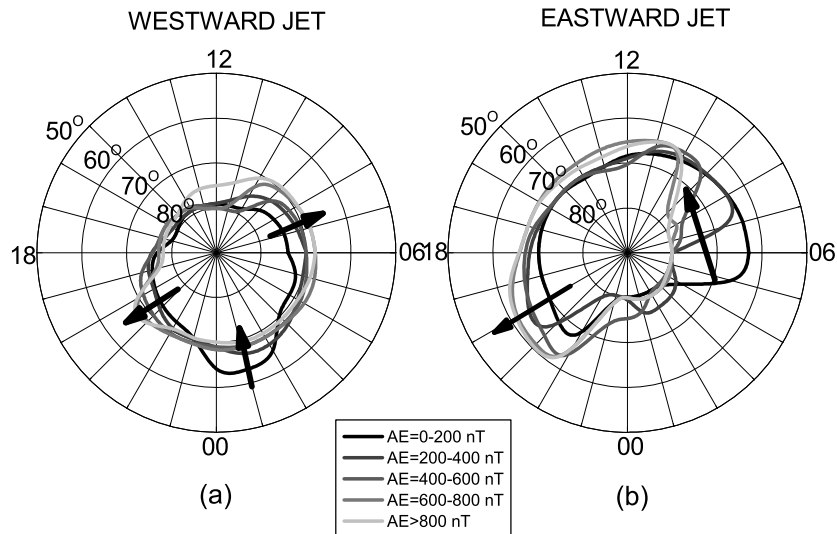 WESTWARD JET
EASTWARD JET
12
12
50°
60°
70°
80°
50°
60°
70°
80°
18
06
18
06
00
00
(a)
(b)
AE=0-200 nT
AE=200-400 nT
AE=400-600 nT
AE=600-800 nT
AE>800 nT